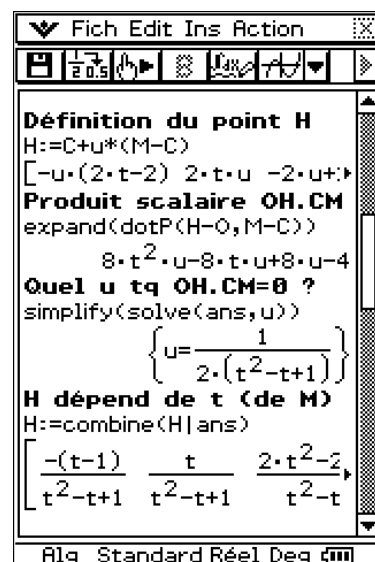 Fich Edit Ins Action
Définition du point H
H:=C+u*(M-C)
[-u·(2·t-2) 2·t·u -2·u+
Produit scalaire OH.CM
expand(dotP(H-O,M-C))
8·t²·u-8·t·u+8·u-4
Quel u tq OH.CM=0 ?
simplify(solve(ans,u))
{u=1/(2·(t²-t+1))}
H dépend de t (de M)
H:=combine(H|ans)
[-(t-1)/(t²-t+1) t/(t²-t+1) 2·t²-2/t²-t
Alg Standard Réel Deg